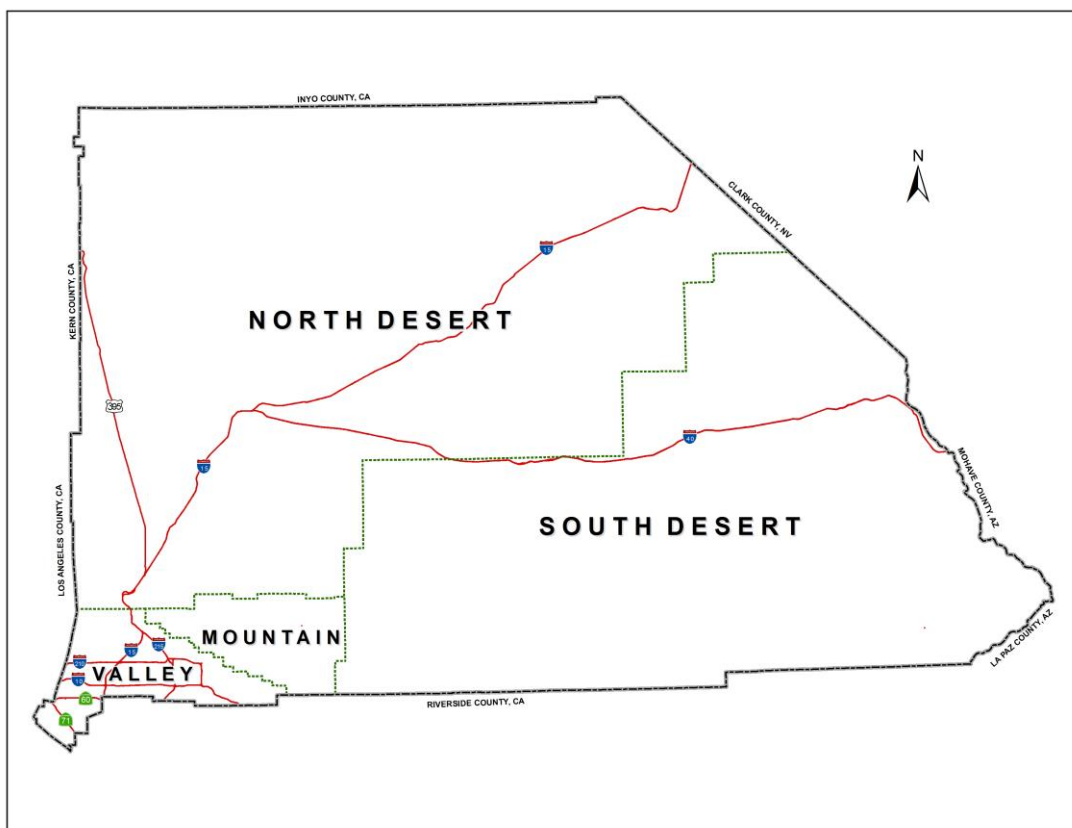 INYO COUNTY, CA
N
CLARK COUNTY, NV
KERN COUNTY, CA
15
NORTH DESERT
395
40
15
MOHAVE COUNTY, AZ
SOUTH DESERT
LOS ANGELES COUNTY, CA
MOUNTAIN
15
215
210
LA PAZ COUNTY, AZ
VALLEY
10
60
RIVERSIDE COUNTY, CA
71